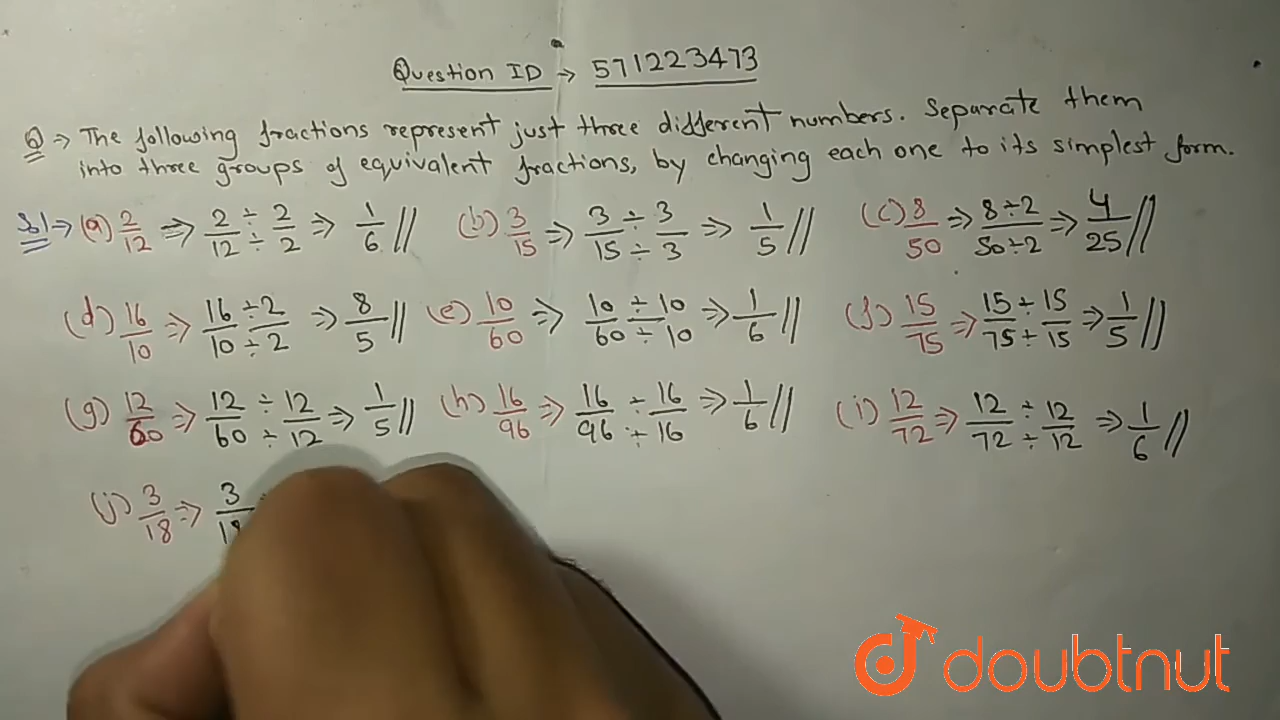 Question ID → 571223473
Q → The following fractions represent just three different numbers. Separate them
into three groups of equivalent fractions, by changing each one to its simplest form.
Sol → (a) 2/12 ⇒ 2 ÷ 2/12 ÷ 2 ⇒ 1/6 // (b) 3/15 ⇒ 3 ÷ 3/15 ÷ 3 ⇒ 1/5 // (c) 8/50 ⇒ 8÷2/50÷2 ⇒ 4/25 //
(d) 16/10 ⇒ 16÷2/10÷2 ⇒ 8/5 // (e) 10/60 ⇒ 10 ÷ 10/60 ÷ 10 ⇒ 1/6 // (f) 15/75 ⇒ 15 ÷ 15/75 ÷ 15 ⇒ 1/5 //
(g) 12/60 ⇒ 12 ÷ 12/60 ÷ 12 ⇒ 1/5 // (h) 16/96 ⇒ 16 ÷ 16/96 ÷ 16 ⇒ 1/6 // (i) 12/72 ⇒ 12 ÷ 12/72 ÷ 12 ⇒ 1/6 //
(j) 3/18 ⇒ 3/18
doubtnut